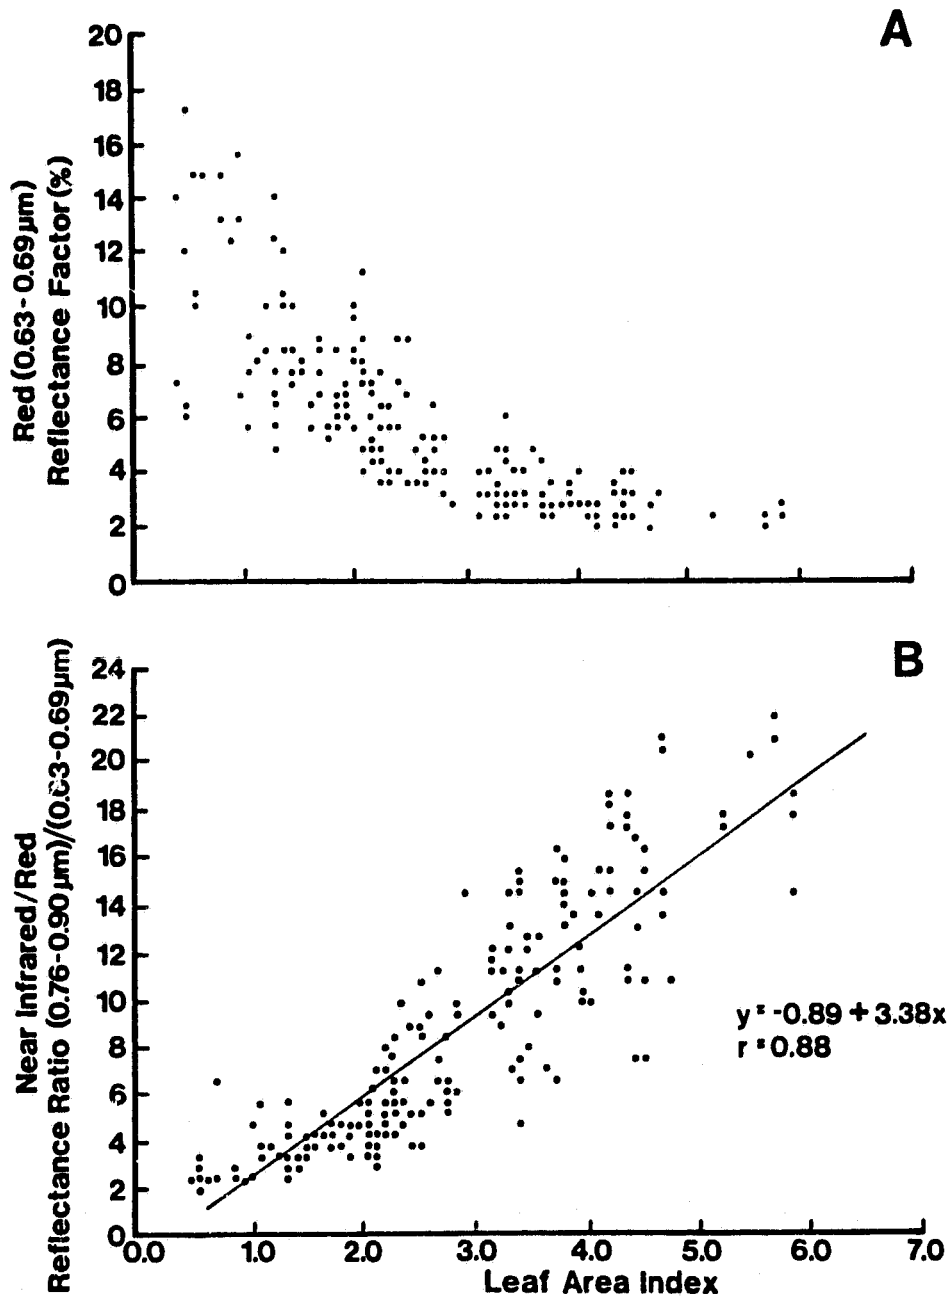 A
20
18
16
14
12
10
8
6
4
2
0
Red (0.63-0.69μm)
Reflectance Factor (%)
B
24
22
20
18
16
14
12
10
8
6
4
2
0
Near Infrared/Red
Reflectance Ratio (0.76-0.90μm)/(0.63-0.69μm)
y = -0.89 + 3.38x
r = 0.88
0.0 1.0 2.0 3.0 4.0 5.0 6.0 7.0
Leaf Area Index